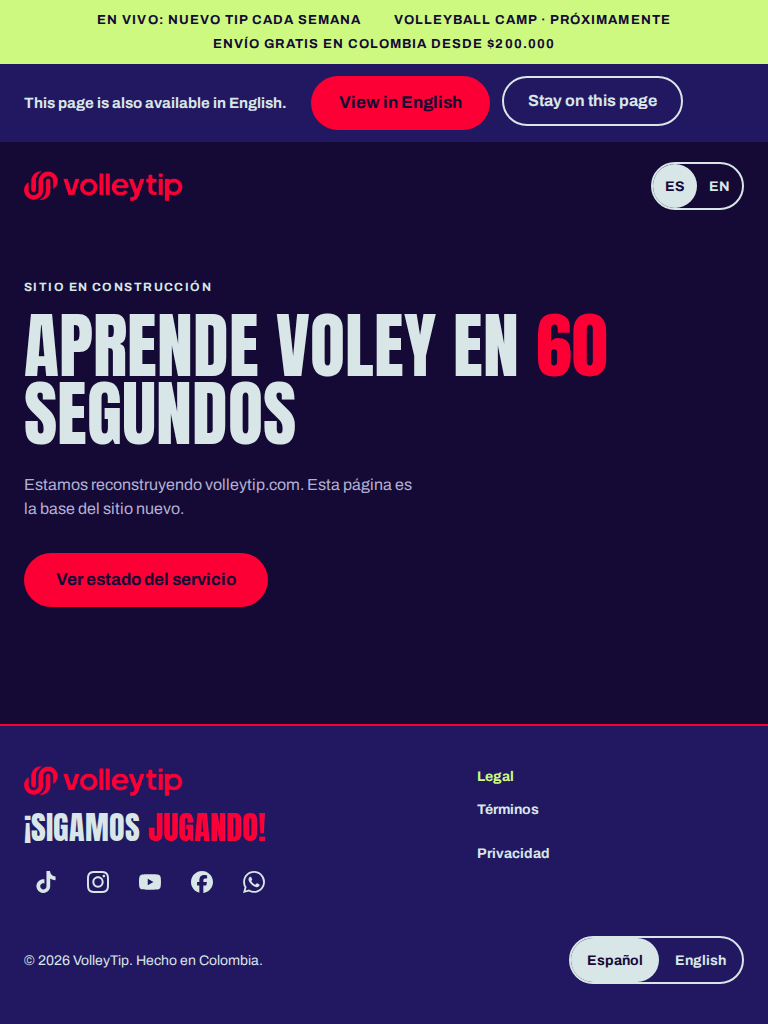 EN VIVO: NUEVO TIP CADA SEMANA VOLLEYBALL CAMP · PRÓXIMAMENTE
ENVÍO GRATIS EN COLOMBIA DESDE $200.000
This page is also available in English. View in English Stay on this page
volleytip ES EN
SITIO EN CONSTRUCCIÓN
APRENDE VOLEY EN 60
SEGUNDOS
Estamos reconstruyendo volleytip.com. Esta página es
la base del sitio nuevo.
Ver estado del servicio
volleytip
¡SIGAMOS JUGANDO!
Legal
Términos
Privacidad
© 2026 VolleyTip. Hecho en Colombia.
Español English